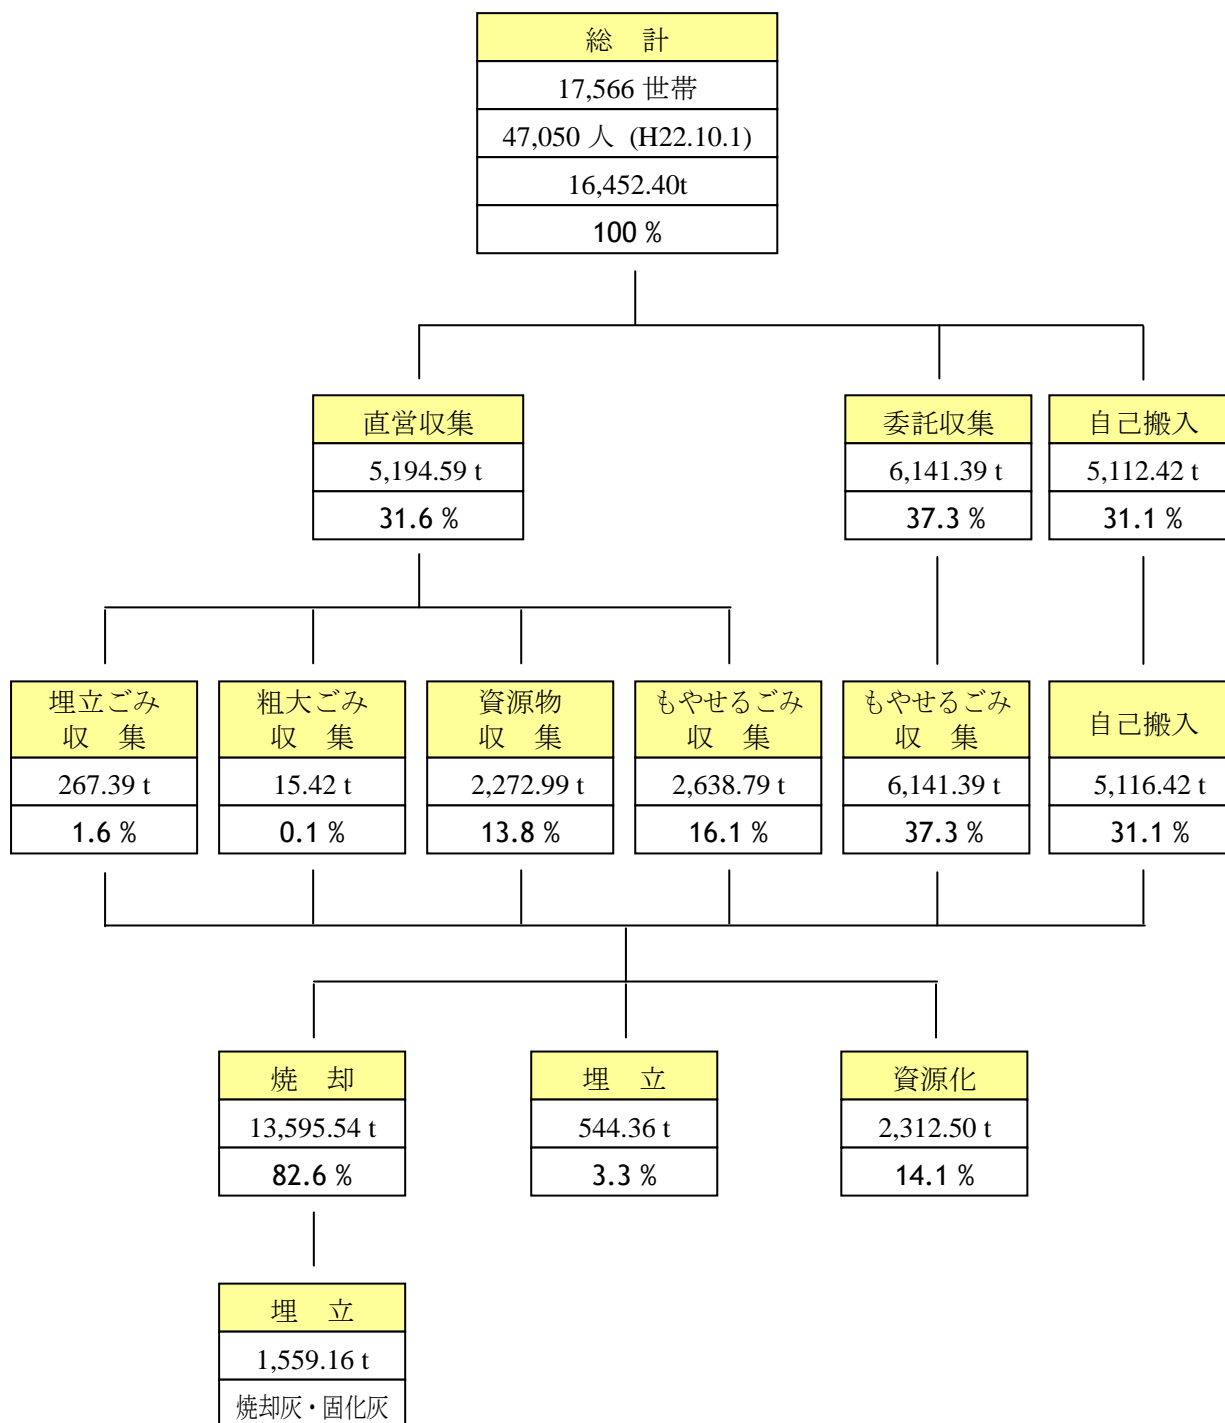 総 計
17,566 世帯
47,050 人 (H22.10.1)
16,452.40t
100 %
直営収集
5,194.59 t
31.6 %
委託収集
6,141.39 t
37.3 %
自己搬入
5,112.42 t
31.1 %
埋立ごみ
収 集
267.39 t
1.6 %
粗大ごみ
収 集
15.42 t
0.1 %
資源物
収 集
2,272.99 t
13.8 %
もやせるごみ
収 集
2,638.79 t
16.1 %
もやせるごみ
収 集
6,141.39 t
37.3 %
自己搬入
5,116.42 t
31.1 %
焼 却
13,595.54 t
82.6 %
埋 立
544.36 t
3.3 %
資源化
2,312.50 t
14.1 %
埋 立
1,559.16 t
焼却灰・固化灰